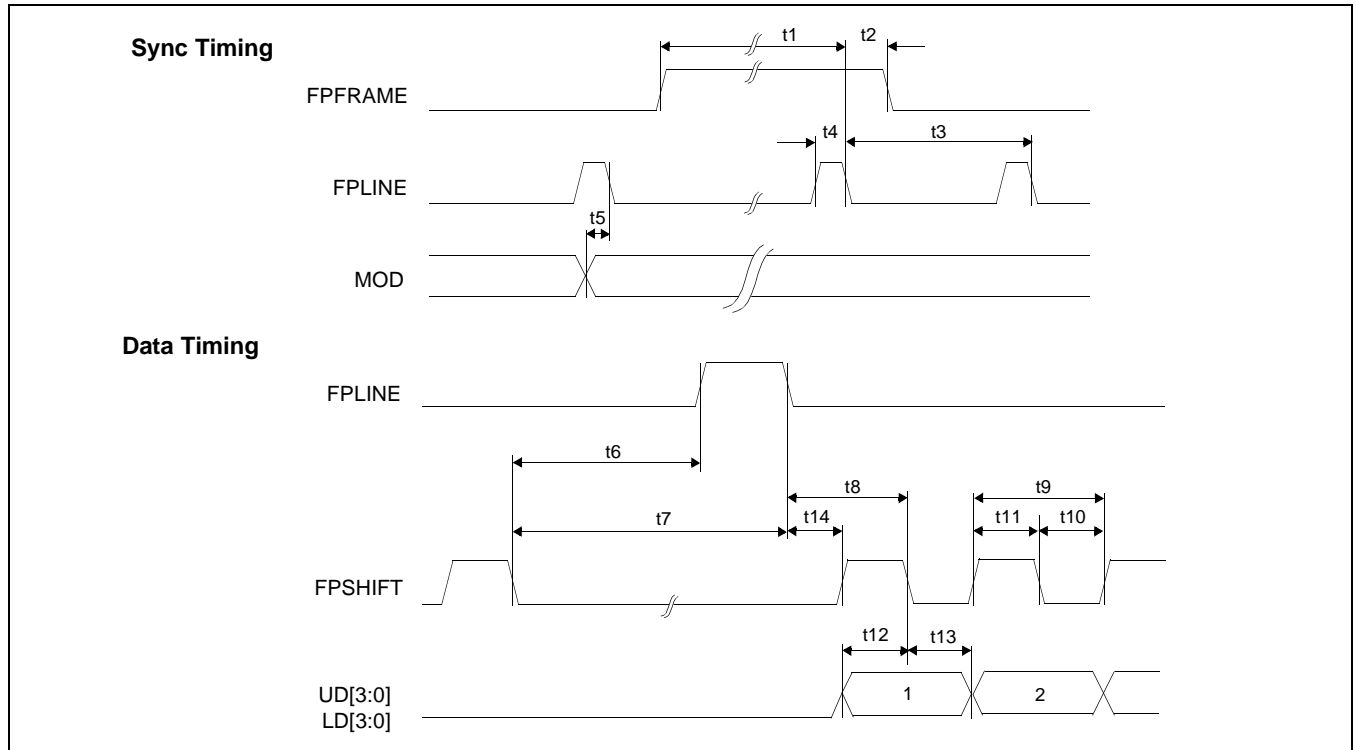 Sync Timing
t1
t2
FPFRAME
t4
t3
FPLINE
t5
MOD
Data Timing
FPLINE
t6
t8
t9
t7
t14
t11
t10
FPSHIFT
t12
t13
UD[3:0]
LD[3:0]
1
2